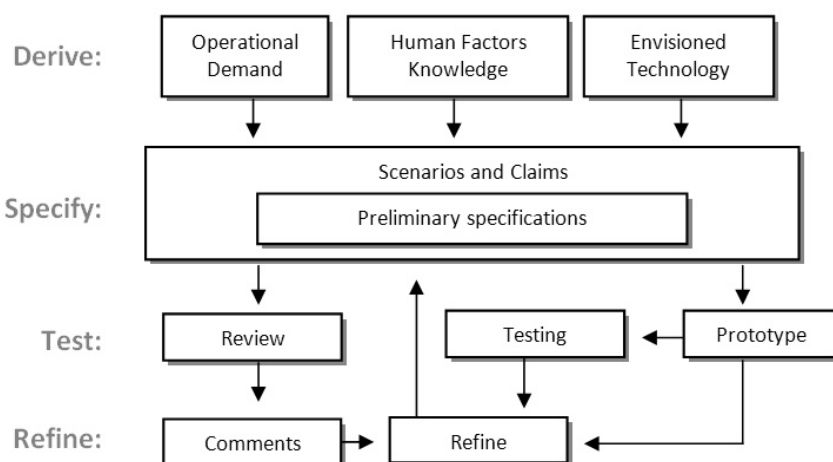 Derive:
Operational
Demand
Human Factors
Knowledge
Envisioned
Technology
Specify:
Scenarios and Claims
Preliminary specifications
Test:
Review
Testing
Prototype
Refine:
Comments
Refine